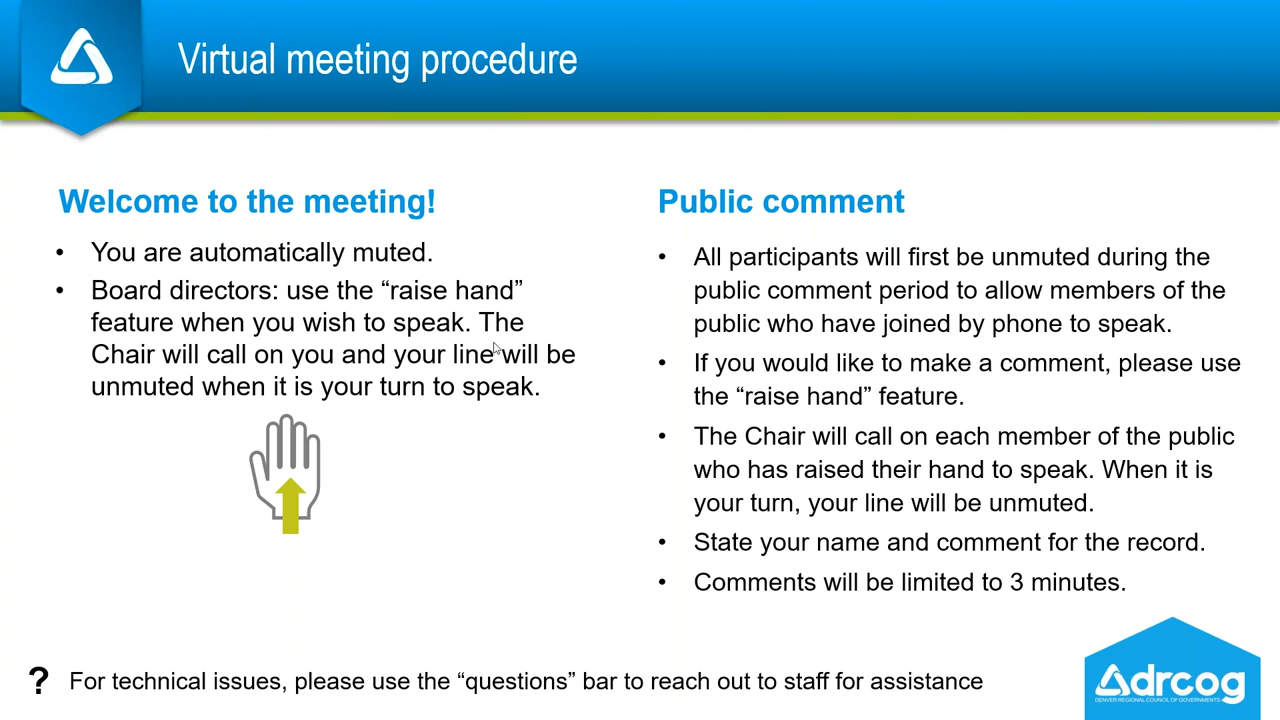 Virtual meeting procedure
Welcome to the meeting!
• You are automatically muted.
• Board directors: use the “raise hand”
feature when you wish to speak. The
Chair will call on you and your line will be
unmuted when it is your turn to speak.
Public comment
• All participants will first be unmuted during the
public comment period to allow members of the
public who have joined by phone to speak.
• If you would like to make a comment, please use
the “raise hand” feature.
• The Chair will call on each member of the public
who has raised their hand to speak. When it is
your turn, your line will be unmuted.
• State your name and comment for the record.
• Comments will be limited to 3 minutes.
? For technical issues, please use the “questions” bar to reach out to staff for assistance
drcog
DENVER REGIONAL COUNCIL OF GOVERNMENTS